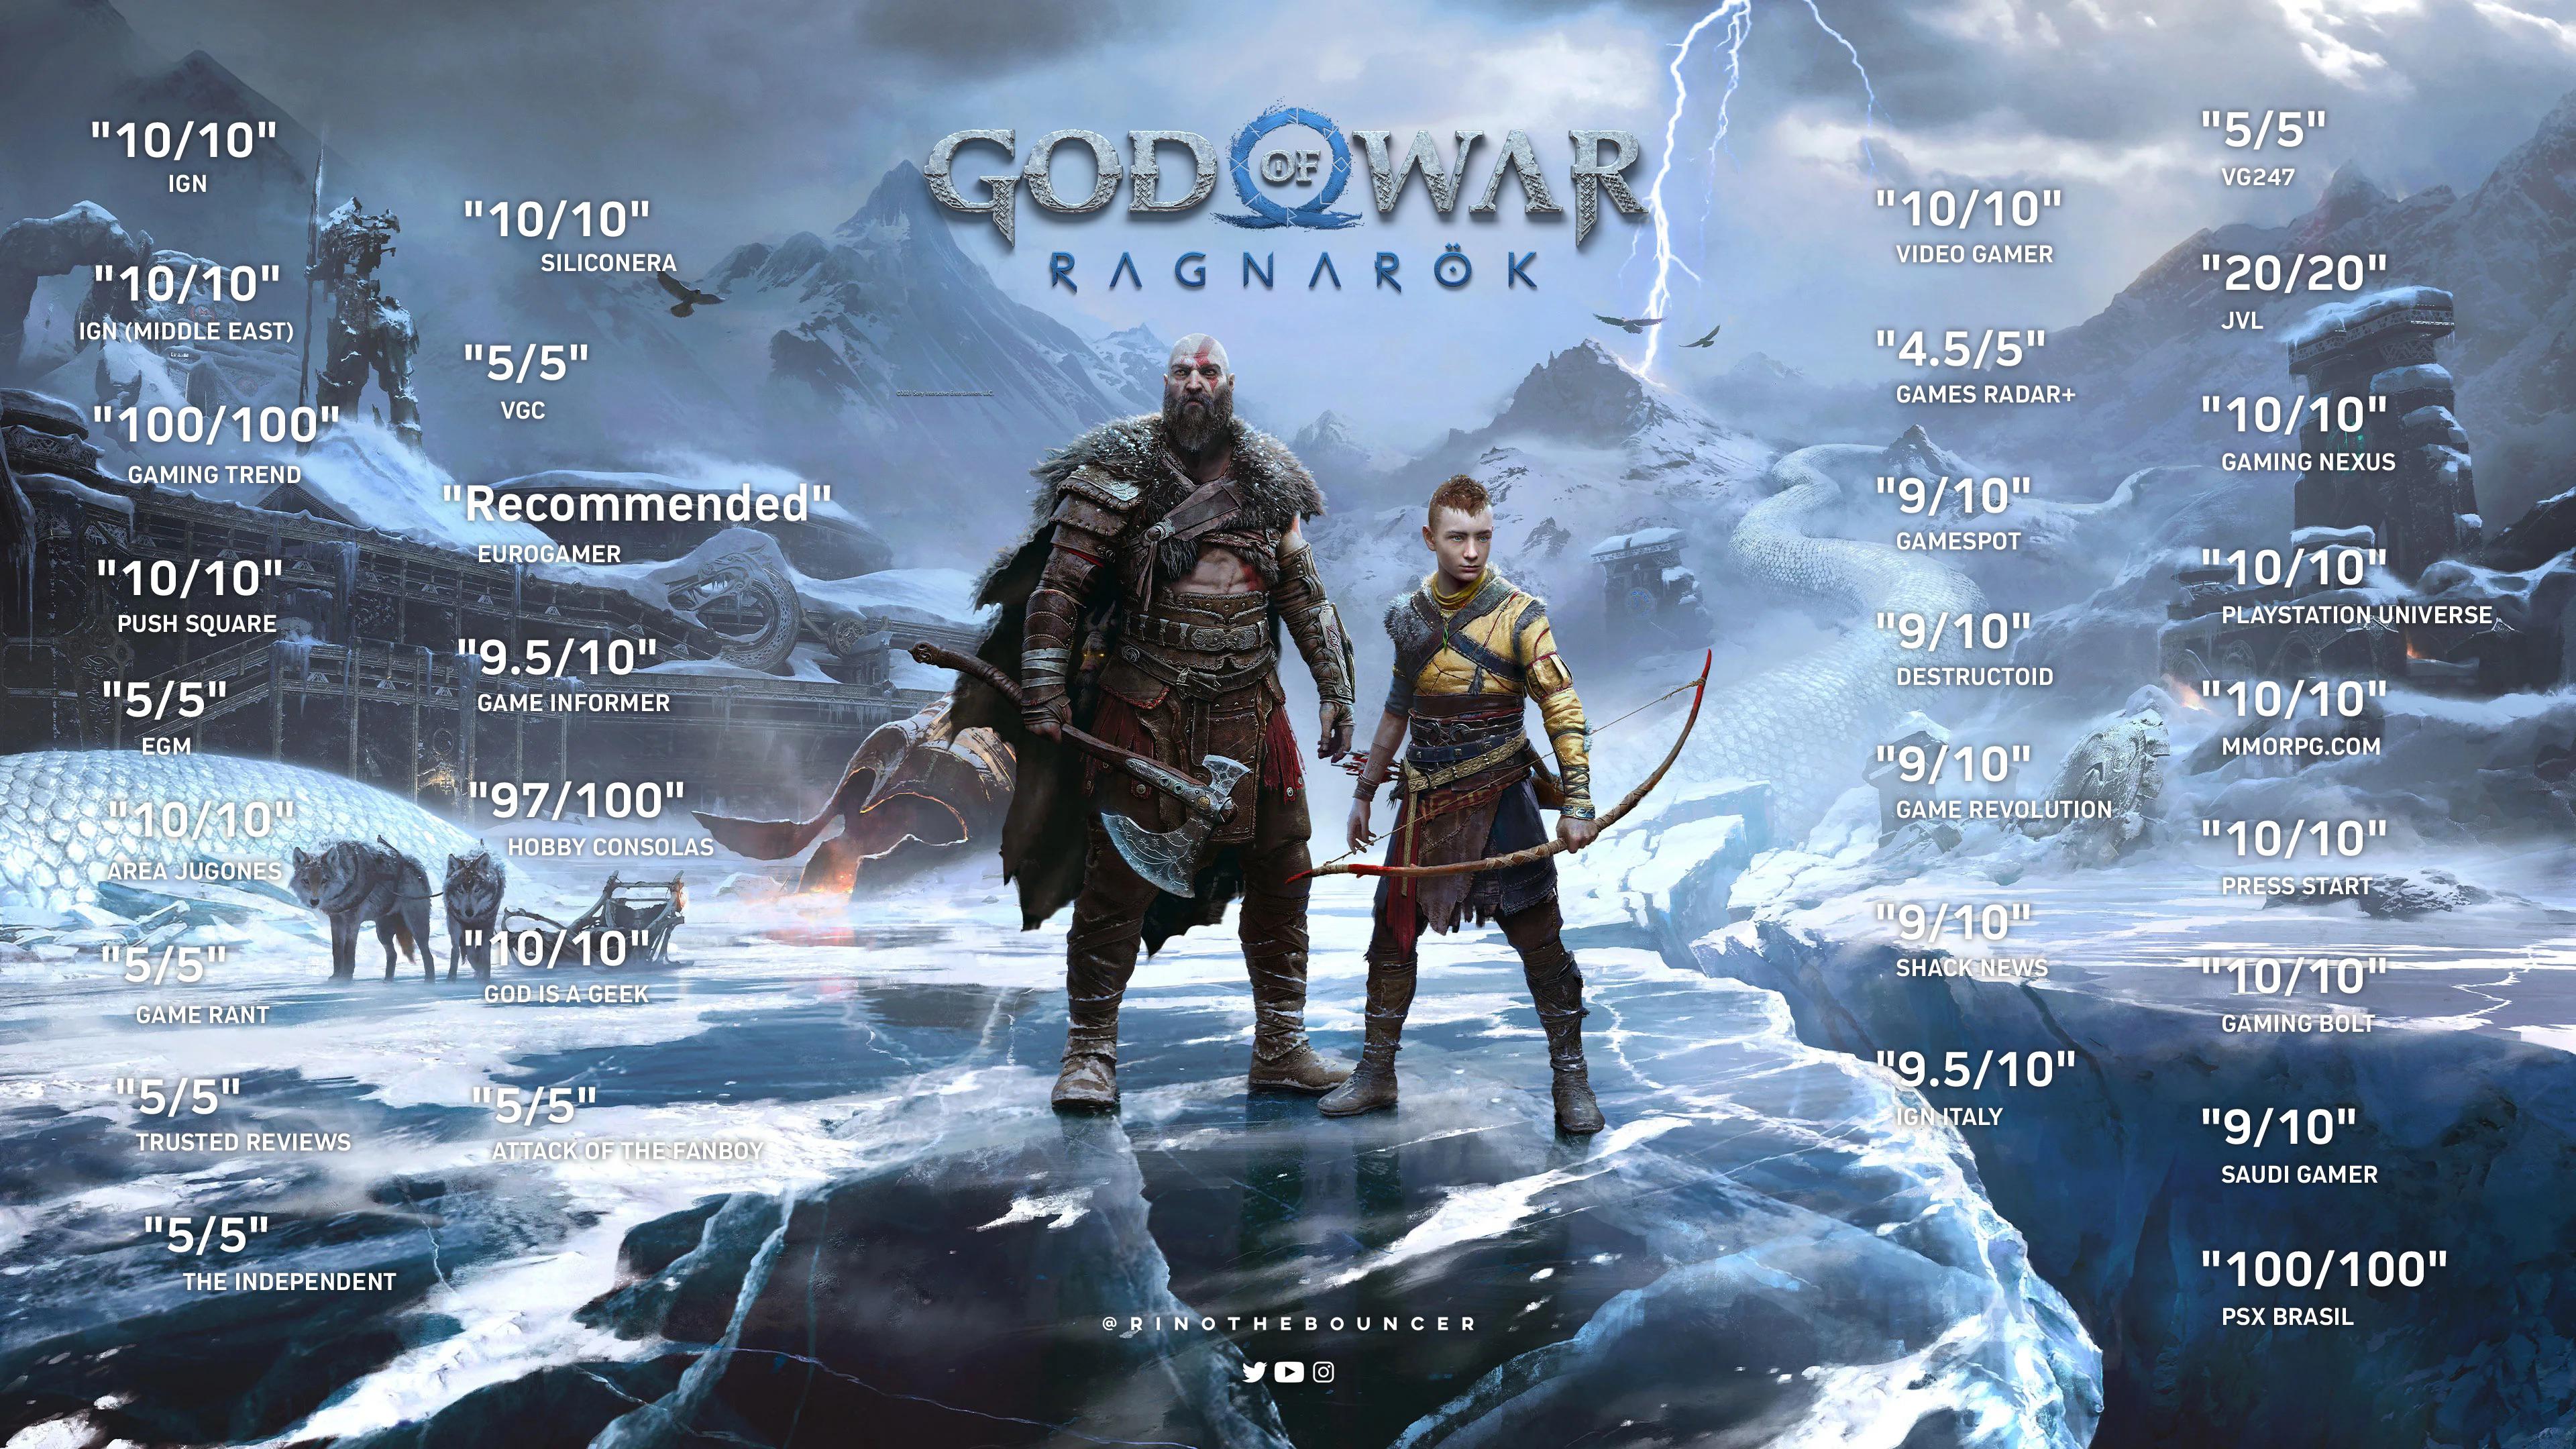 GOD OF WAR
RAGNARÖK
"10/10"
IGN
"10/10"
IGN (MIDDLE EAST)
"100/100"
GAMING TREND
"10/10"
PUSH SQUARE
"5/5"
EGM
"10/10"
AREA JUGONES
"5/5"
GAME RANT
"5/5"
TRUSTED REVIEWS
"5/5"
THE INDEPENDENT
"10/10"
SILICONERA
"5/5"
VGC
"Recommended"
EUROGAMER
"9.5/10"
GAME INFORMER
"97/100"
HOBBY CONSOLAS
"10/10"
GOD IS A GEEK
"5/5"
ATTACK OF THE FANBOY
"10/10"
VIDEO GAMER
"4.5/5"
GAMES RADAR+
"9/10"
GAMESPOT
"9/10"
DESTRUCTOID
"9/10"
GAME REVOLUTION
"9/10"
SHACK NEWS
"9.5/10"
IGN ITALY
"5/5"
VG247
"20/20"
JVL
"10/10"
GAMING NEXUS
"10/10"
PLAYSTATION UNIVERSE
"10/10"
MMORPG.COM
"10/10"
PRESS START
"10/10"
GAMING BOLT
"9/10"
SAUDI GAMER
"100/100"
PSX BRASIL
@RINOTHEBOUNCER